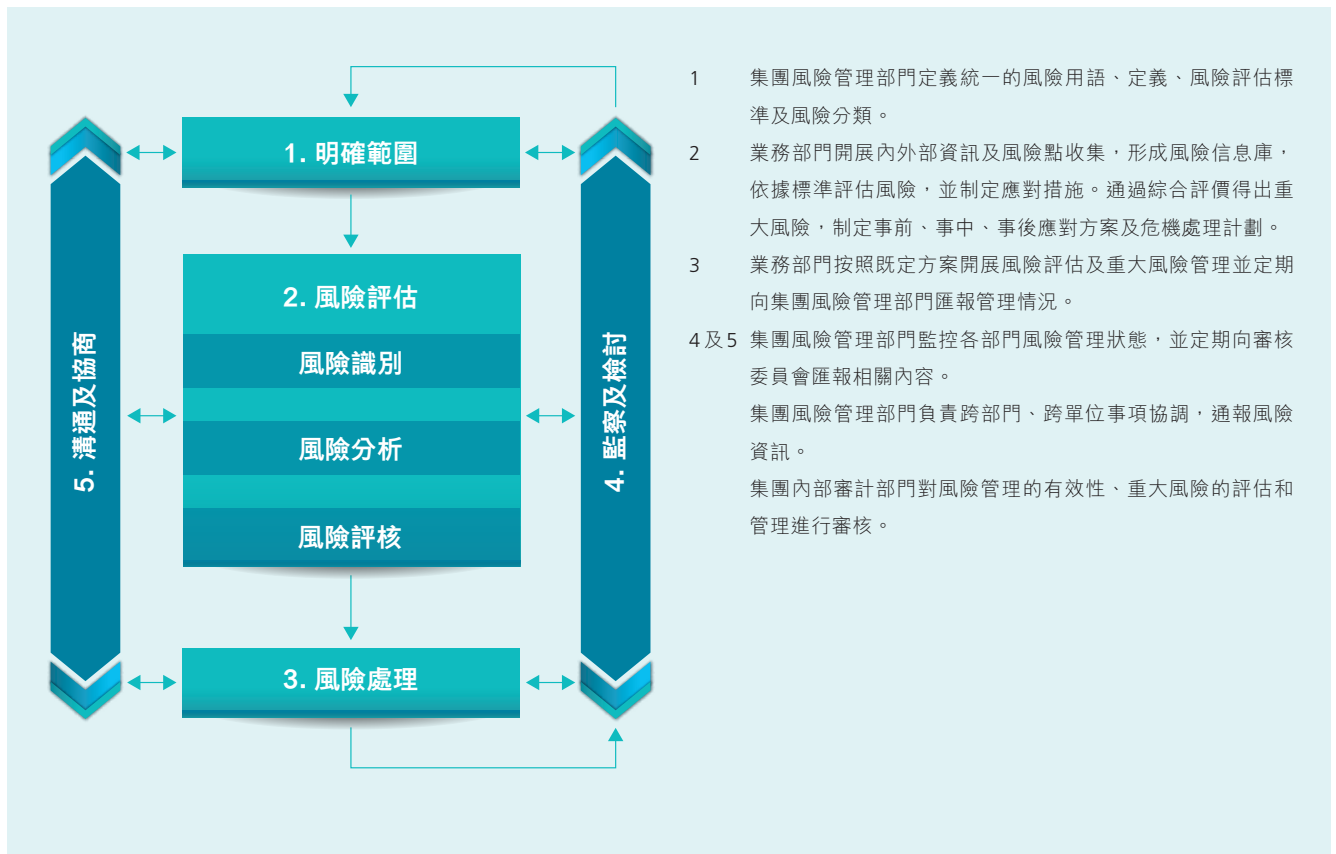 1. 明確範圍
2. 風險評估
風險識別
風險分析
風險評核
3. 風險處理
4. 監察及檢討
5. 溝通及協商
1 集團風險管理部門定義統一的風險用語、定義、風險評估標
準及風險分類。
2 業務部門開展內外部資訊及風險點收集，形成風險信息庫，
依據標準評估風險，並制定應對措施。通過綜合評價得出重
大風險，制定事前、事中、事後應對方案及危機處理計劃。
3 業務部門按照既定方案開展風險評估及重大風險管理並定期
向集團風險管理部門匯報管理情況。
4及5 集團風險管理部門監控各部門風險管理狀態，並定期向審核
委員會匯報相關內容。
集團風險管理部門負責跨部門、跨單位事項協調，通報風險
資訊。
集團內部審計部門對風險管理的有效性、重大風險的評估和
管理進行審核。